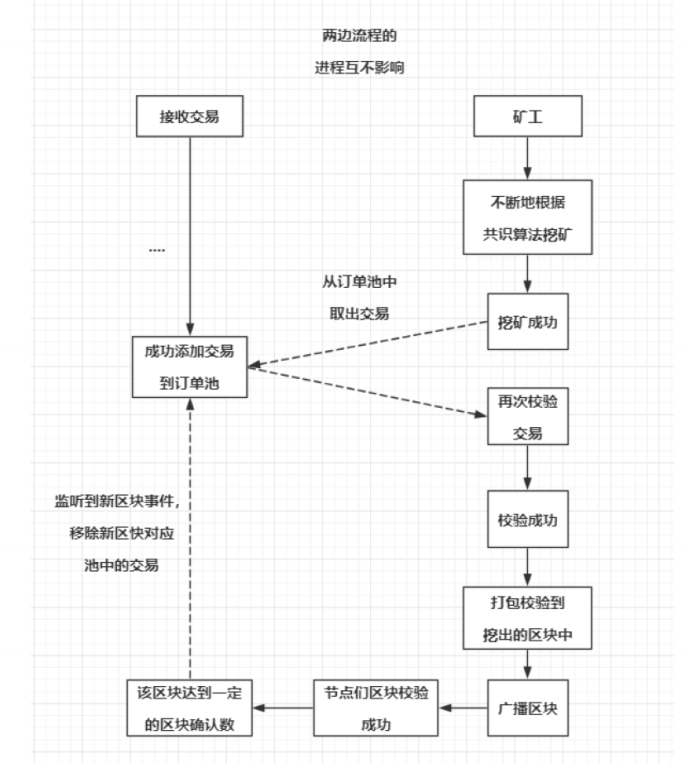 两边流程的
进程互不影响
接收交易
矿工
不断地根据
共识算法挖矿
....
从订单池中
取出交易
挖矿成功
成功添加交易
到订单池
再次校验
交易
监听到新区块事件，
移除新区快对应
池中的交易
校验成功
打包校验到
挖出的区块中
该区块达到一定
的区块确认数
节点们区块校验
成功
广播区块